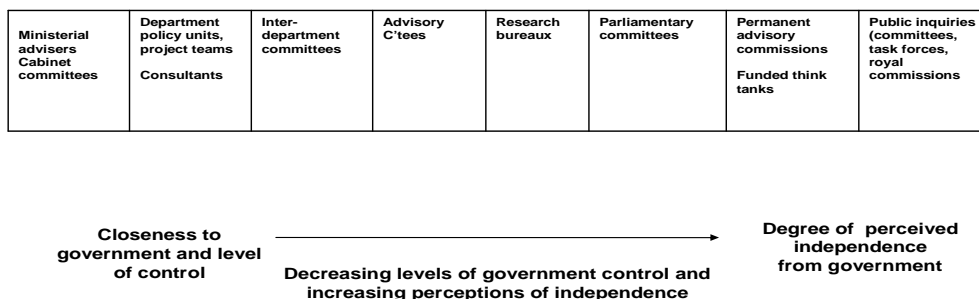 Ministerial
advisers
Cabinet
committees
Department
policy units,
project teams
Consultants
Inter-
department
committees
Advisory
C'tees
Research
bureaux
Parliamentary
committees
Permanent
advisory
commissions
Funded think
tanks
Public inquiries
(committees,
task forces,
royal
commissions
Closeness to
government and level
of control
Decreasing levels of government control and
increasing perceptions of independence
Degree of perceived
independence
from government